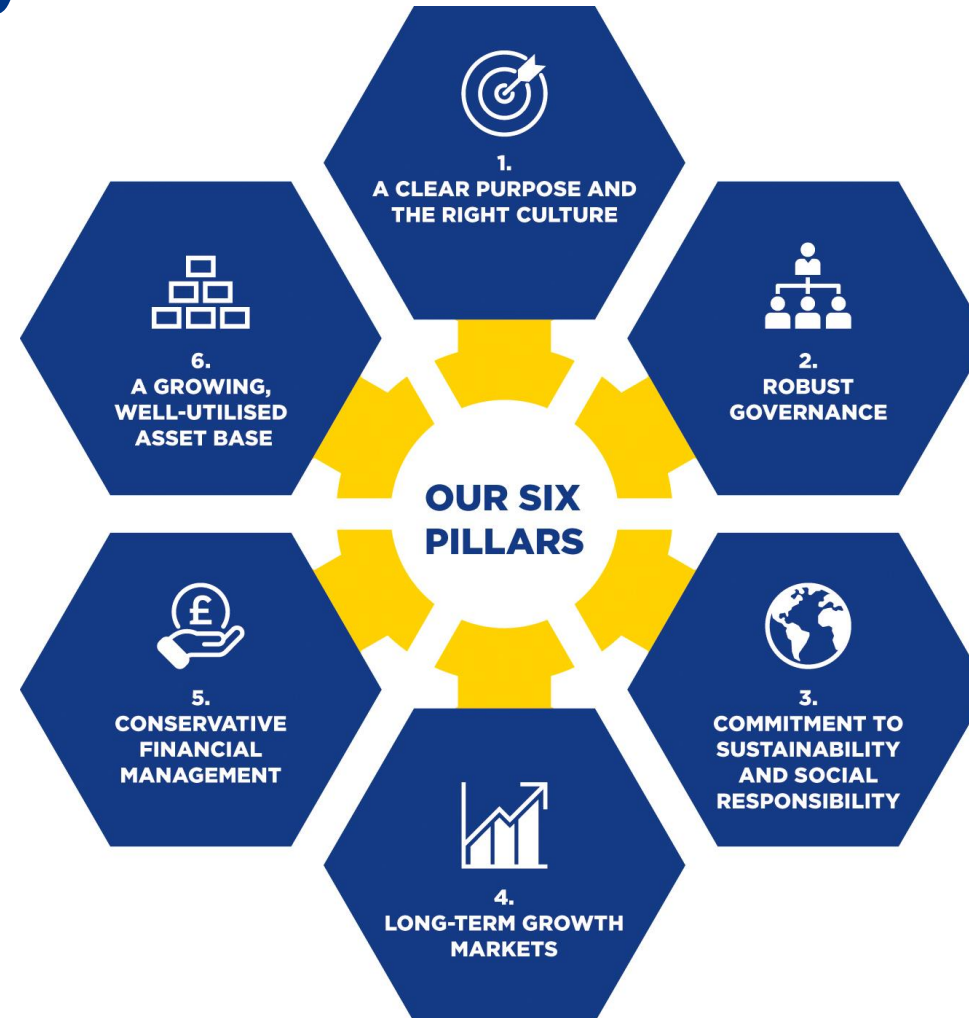 1.
A CLEAR PURPOSE AND
THE RIGHT CULTURE
2.
ROBUST
GOVERNANCE
3.
COMMITMENT TO
SUSTAINABILITY
AND SOCIAL
RESPONSIBILITY
4.
LONG-TERM GROWTH
MARKETS
5.
CONSERVATIVE
FINANCIAL
MANAGEMENT
£
6.
A GROWING,
WELL-UTILISED
ASSET BASE
OUR SIX
PILLARS